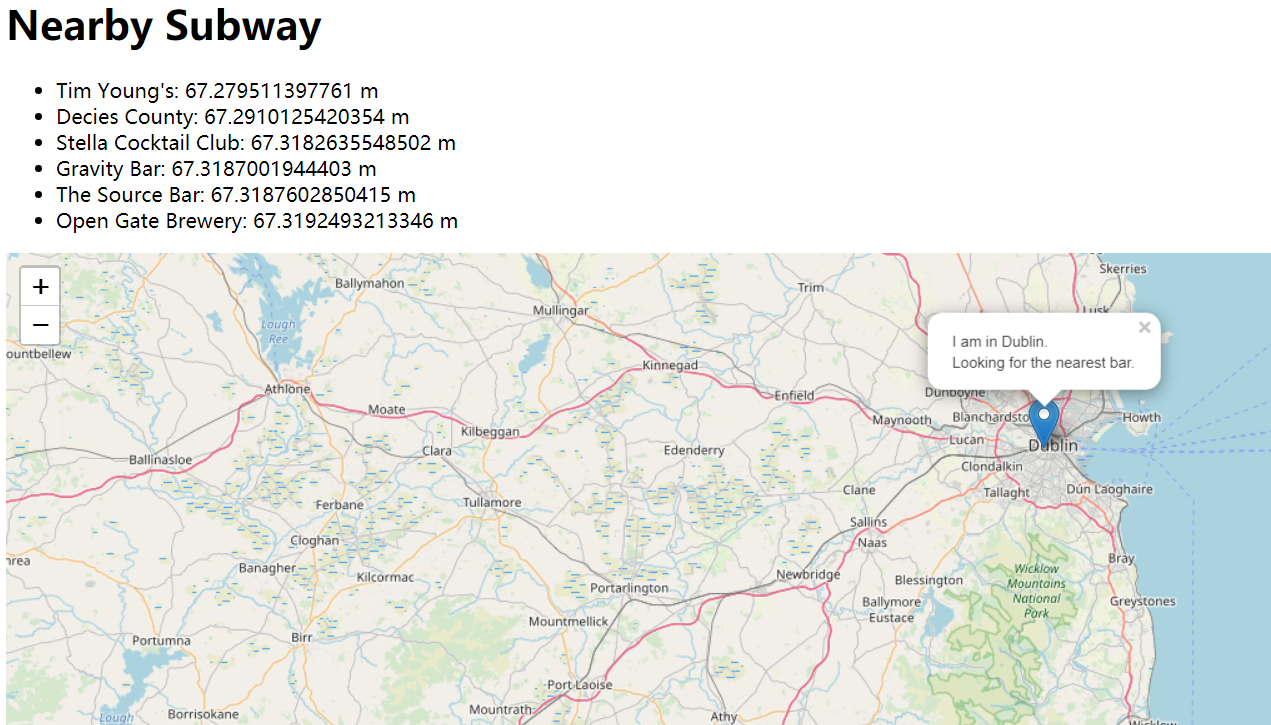 Nearby Subway
Tim Young's: 67.279511397761 m
Decies County: 67.2910125420354 m
Stella Cocktail Club: 67.3182635548502 m
Gravity Bar: 67.3187001944403 m
The Source Bar: 67.3187602850415 m
Open Gate Brewery: 67.3192493213346 m
+
−
Skerries
Ballymahon
Trim
Mullingar
Lusk
Lough
Ree
I am in Dublin.
×
Looking for the nearest bar.
ountbellew
Kinnegad
Athlone
Enfield
Dunboyne
Moate
Maynooth
Blanchardsto
Howth
Kilbeggan
Lucan
Dublin
Clara
Edenderry
Ballinasloe
Clondalkin
Tullamore
Clane
Tallaght
Dún Laoghaire
Ferbane
Sallins
Cloghan
Naas
nrea
Banagher
Kilcormac
Newbridge
Blessington
Bray
Wicklow
Mountains
National
Park
Portarlington
Ballymore
Eustace
Greystones
Mountmellick
Portumna
Birr
Port Laoise
Mountrath
Athy
Borrisokane
Lough
Wicklow